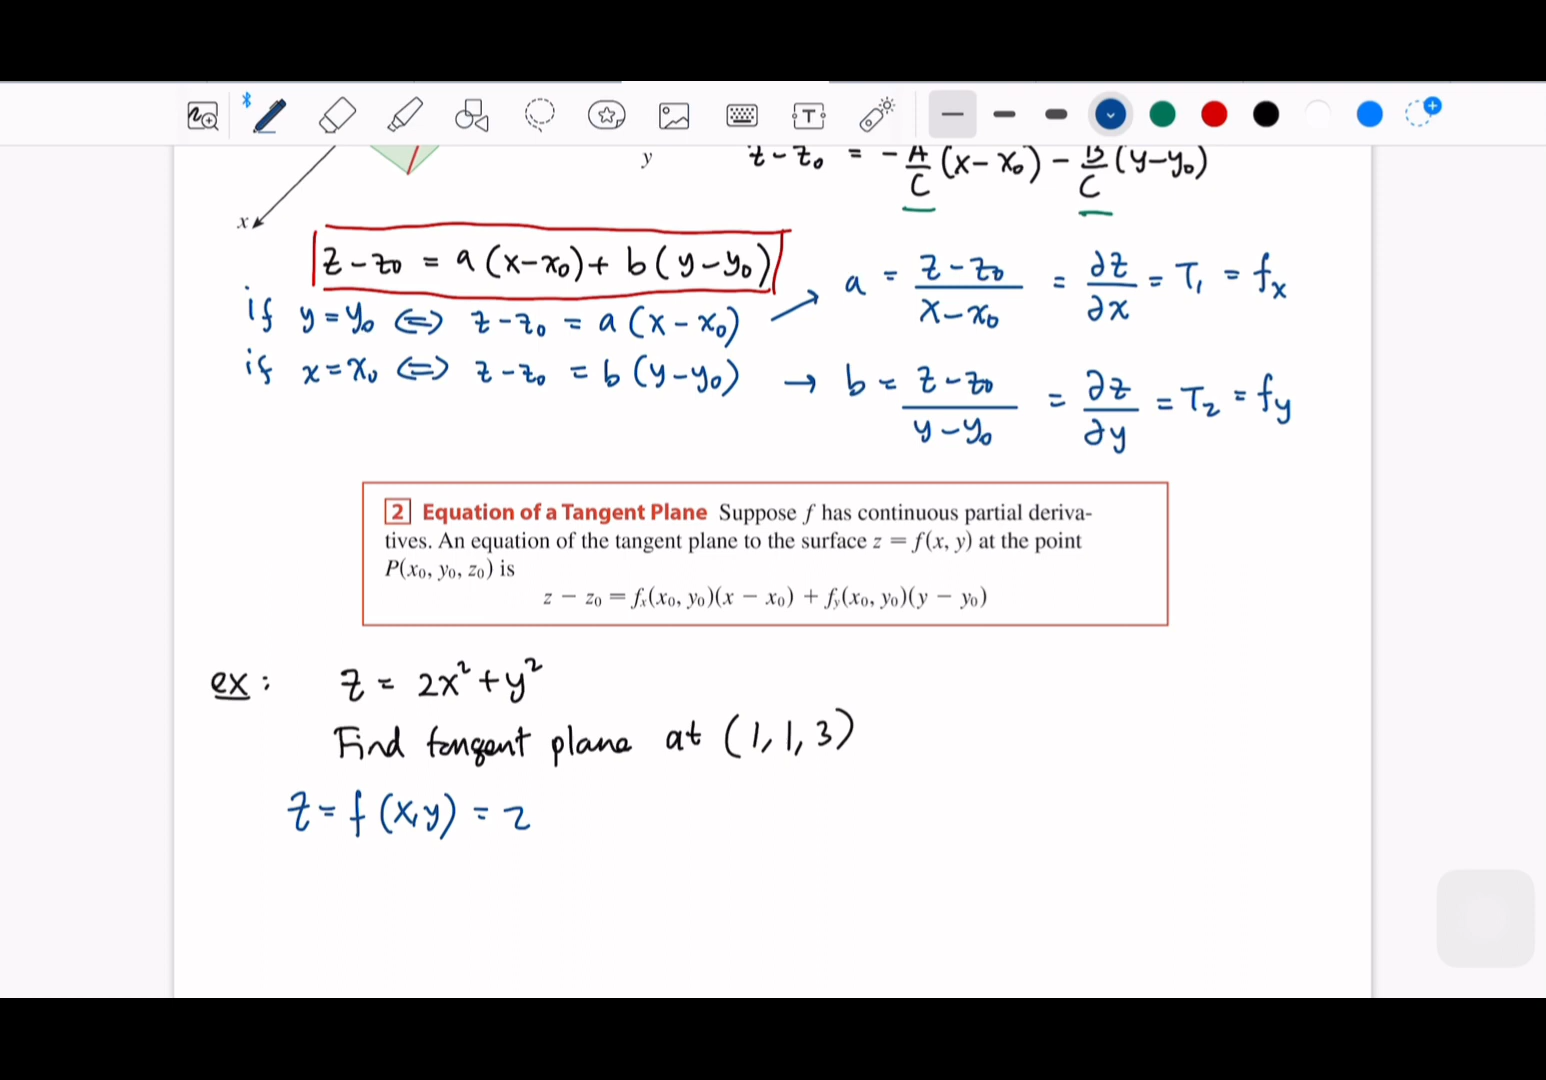 y
z - z₀ = - A/C (x - x₀) - B/C (y - y₀)
x
z - z₀ = a (x - x₀) + b (y - y₀)
if y = y₀ ⟺ z - z₀ = a (x - x₀) → a = (z - z₀)/(x - x₀) = ∂z/∂x = T₁ = fₓ
if x = x₀ ⟺ z - z₀ = b (y - y₀) → b = (z - z₀)/(y - y₀) = ∂z/∂y = T₂ = f_y
2 Equation of a Tangent Plane Suppose f has continuous partial deriva-
tives. An equation of the tangent plane to the surface z = f(x, y) at the point
P(x₀, y₀, z₀) is
z − z₀ = fₓ(x₀, y₀)(x − x₀) + f_y(x₀, y₀)(y − y₀)
ex : z = 2x² + y²
Find tangent plane at (1, 1, 3)
z = f (x, y) = 2